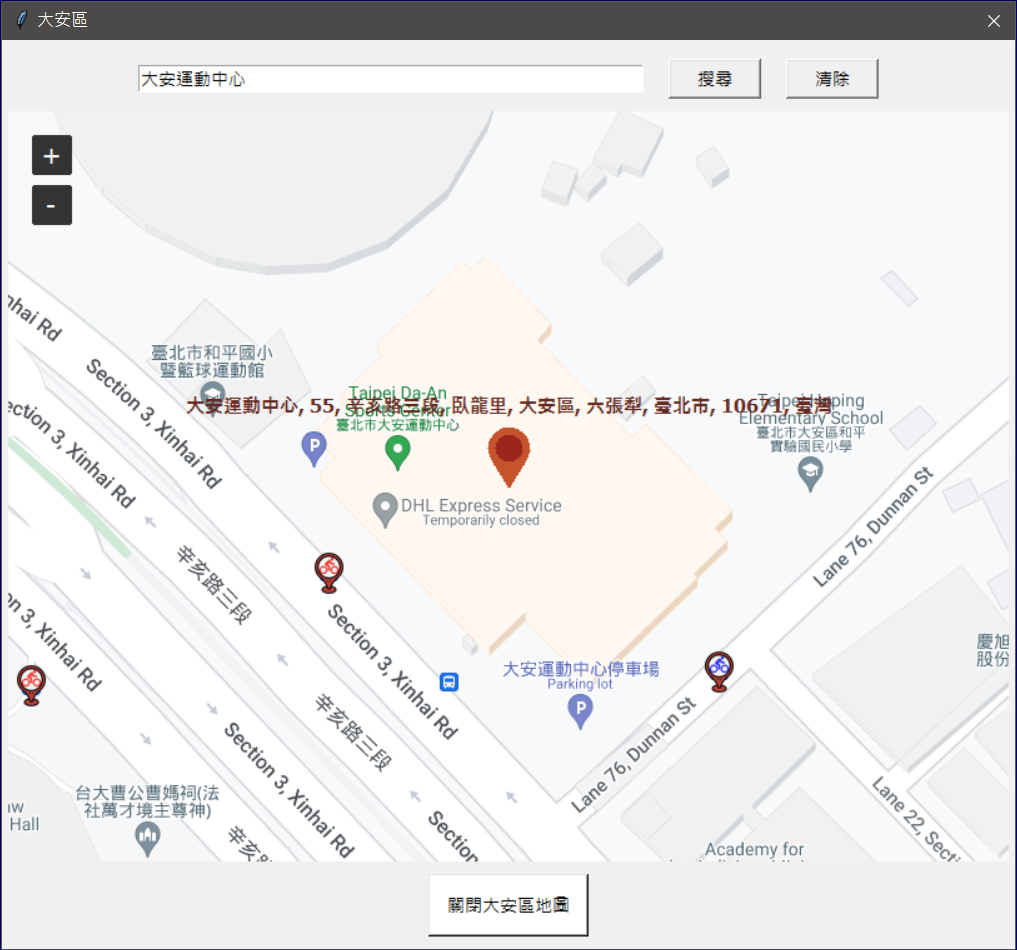 大安區
大安運動中心
搜尋
清除
+
-
nhai Rd
Section 3, Xinhai Rd
臺北市和平國小
暨籃球運動館
Taipei Da-An
Sports Center
臺北市大安運動中心
大安運動中心, 55, 辛亥路三段, 臥龍里, 大安區, 六張犁, 臺北市, 10671, 臺灣
Elementary School
臺北市大安區和平
實驗國民小學
P
DHL Express Service
Temporarily closed
ection 3, Xinhai Rd
辛亥路三段
Lane 76, Dunnan St
on 3, Xinhai Rd
Section 3, Xinhai Rd
慶旭
股份
大安運動中心停車場
Parking lot
P
辛亥路三段
Section 3, Xinhai Rd
Lane 76, Dunnan St
台大曹公曹媽祠(法
社萬才境主尊神)
Hall
辛亥路
Section
Lane 22, Secti
Academy for
關閉大安區地圖